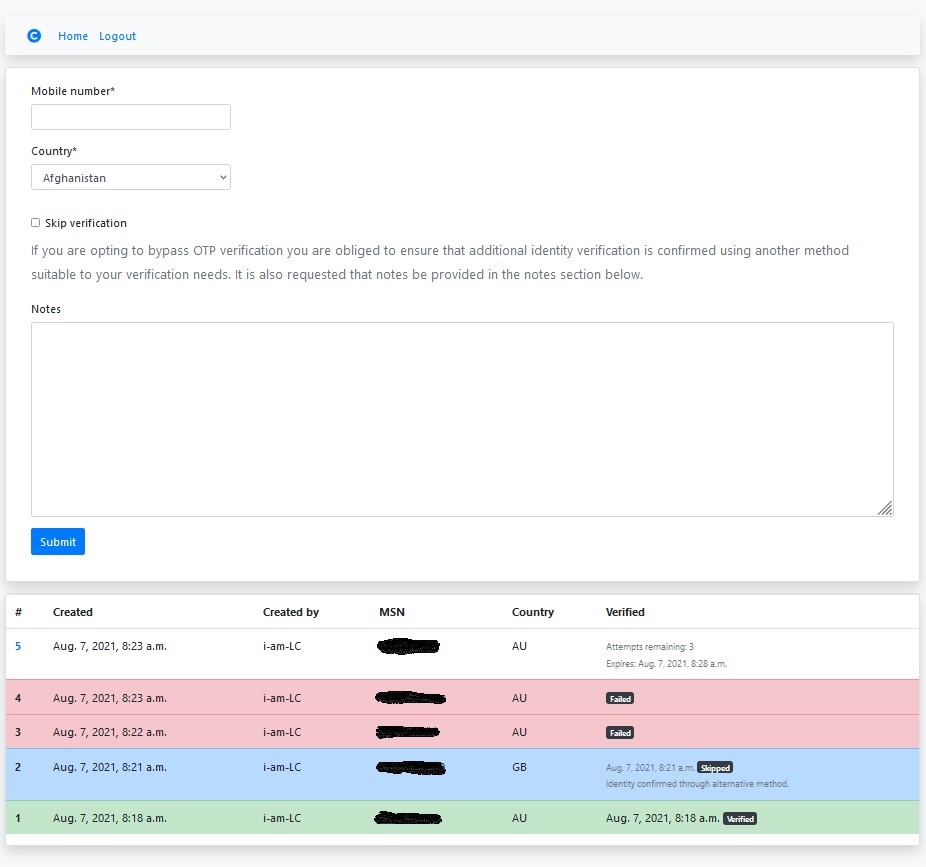 C Home Logout
Mobile number*
Country*
Afghanistan
Skip verification
If you are opting to bypass OTP verification you are obliged to ensure that additional identity verification is confirmed using another method
suitable to your verification needs. It is also requested that notes be provided in the notes section below.
Notes
Submit
# Created Created by MSN Country Verified
5 Aug. 7, 2021, 8:23 a.m. i-am-LC AU Attempts remaining: 3
Expires: Aug. 7, 2021, 8:28 a.m.
4 Aug. 7, 2021, 8:23 a.m. i-am-LC AU Failed
3 Aug. 7, 2021, 8:22 a.m. i-am-LC AU Failed
2 Aug. 7, 2021, 8:21 a.m. i-am-LC GB Aug. 7, 2021, 8:21 a.m. Skipped
Identity confirmed through alternative method.
1 Aug. 7, 2021, 8:18 a.m. i-am-LC AU Aug. 7, 2021, 8:18 a.m. Verified